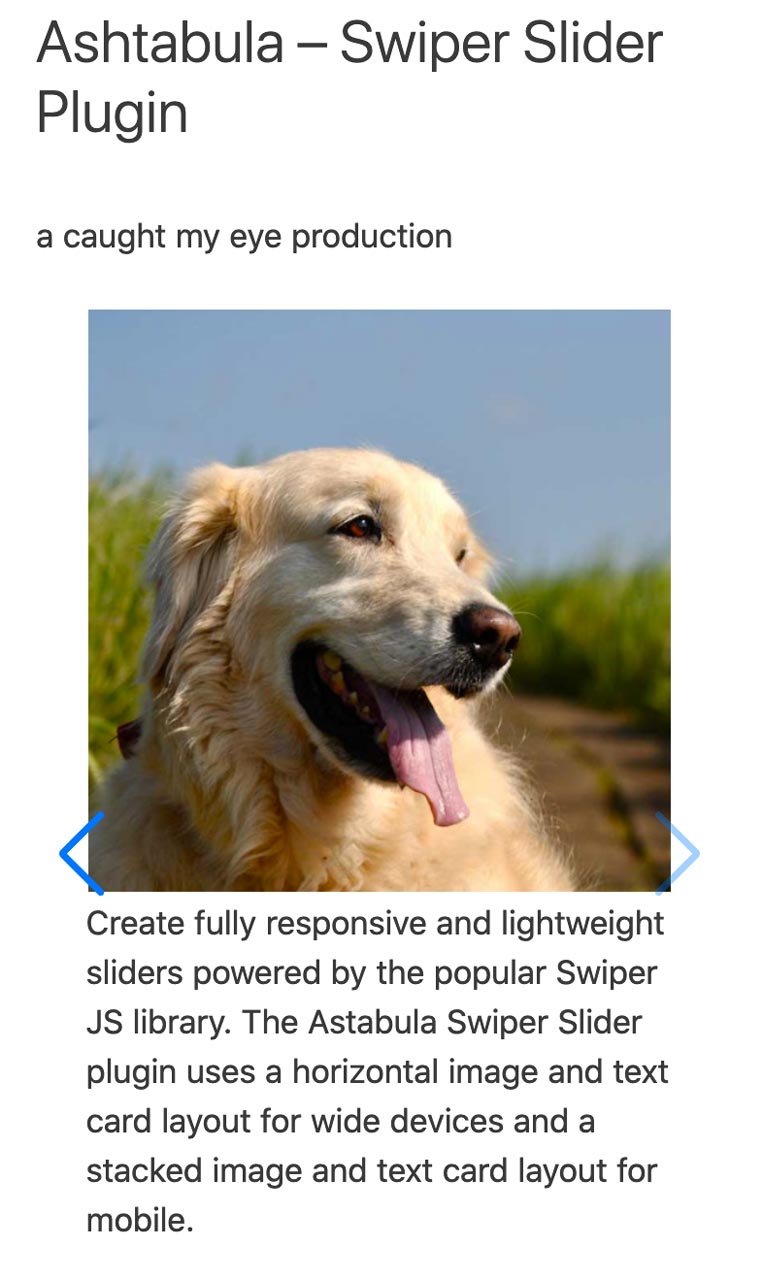 Ashtabula – Swiper Slider
Plugin
a caught my eye production
Create fully responsive and lightweight
sliders powered by the popular Swiper
JS library. The Astabula Swiper Slider
plugin uses a horizontal image and text
card layout for wide devices and a
stacked image and text card layout for
mobile.